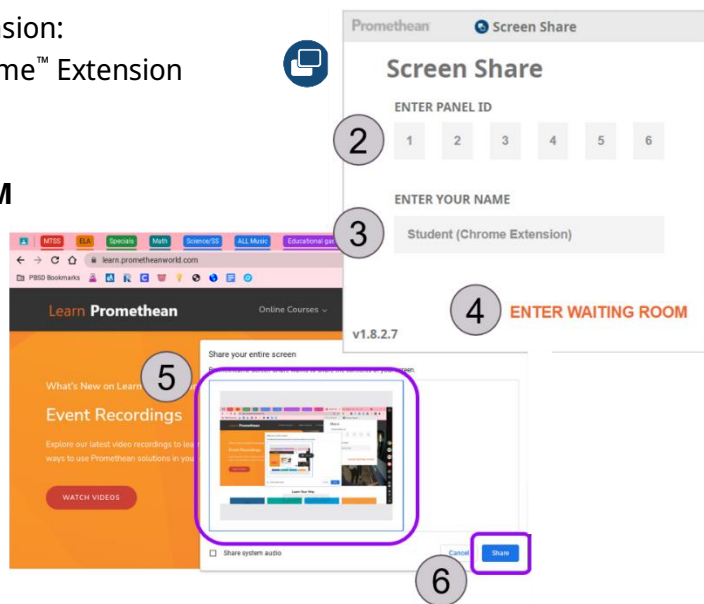 nsion:
me™ Extension
M
Promethean Screen Share
Screen Share
ENTER PANEL ID
2 1 2 3 4 5 6
ENTER YOUR NAME
3 Student (Chrome Extension)
4 ENTER WAITING ROOM
v1.8.2.7
MTSS ELA Specials Math Science/SS ALL Music Educational
learn.prometheanworld.com
PBSD Bookmarks
Learn Promethean Online Courses
What's New on Learn
5
Event Recordings
Explore our latest video recordings to
ways to use Promethean solutions in
WATCH VIDEOS
Share your entire screen
Share system audio
Cancel Share
6